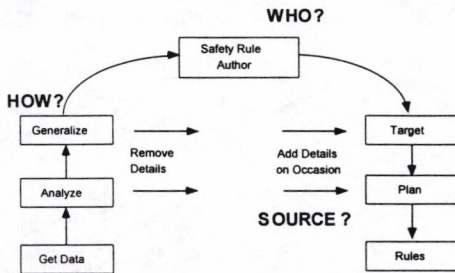 WHO?
Safety Rule
Author
HOW?
Generalize
Remove
Details
Add Details
on Occasion
Target
Analyze
Plan
SOURCE ?
Get Data
Rules